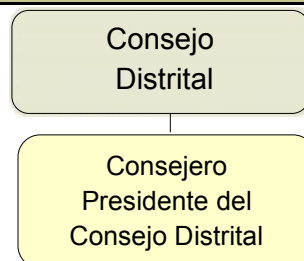 Consejo
Distrital
Consejero
Presidente del
Consejo Distrital